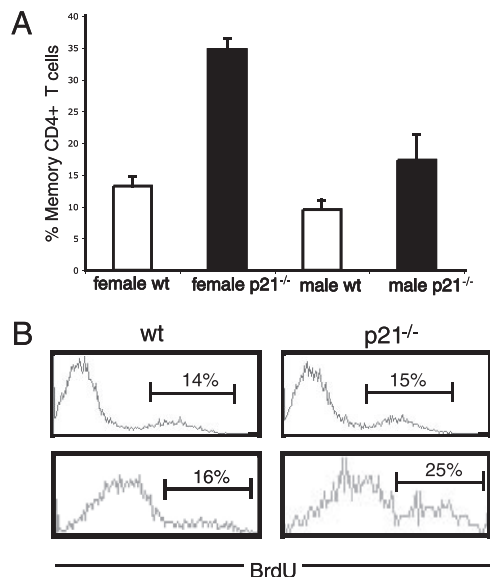 A
% Memory CD4+ T cells
40
35
30
25
20
15
10
5
0
female wt female p21-/- male wt male p21-/-
B
wt p21-/-
14% 15%
16% 25%
BrdU